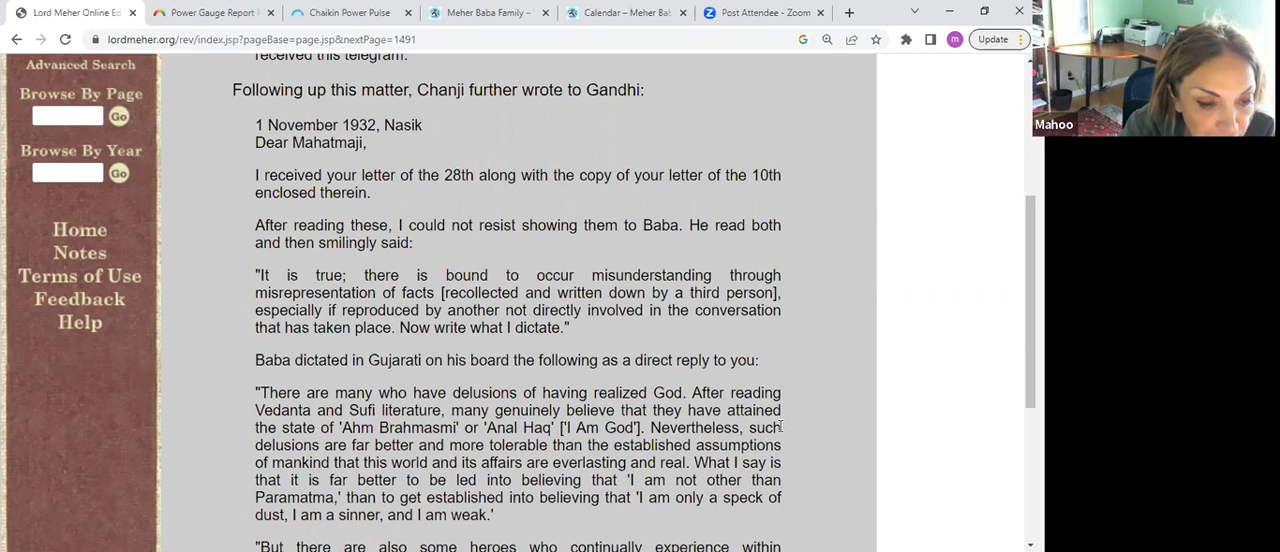 Lord Meher Online Ed
Power Gauge Report
Chaikin Power Pulse
Meher Baba Family –
Calendar – Meher Bab
Post Attendee - Zoom
lordmeher.org/rev/index.jsp?pageBase=page.jsp&nextPage=1491
m
Update
Advanced Search
Browse By Page
Go
Browse By Year
Go
Home
Notes
Terms of Use
Feedback
Help
received this telegram.
Following up this matter, Chanji further wrote to Gandhi:
1 November 1932, Nasik
Dear Mahatmaji,
I received your letter of the 28th along with the copy of your letter of the 10th
enclosed therein.
After reading these, I could not resist showing them to Baba. He read both
and then smilingly said:
"It is true; there is bound to occur misunderstanding through
misrepresentation of facts [recollected and written down by a third person],
especially if reproduced by another not directly involved in the conversation
that has taken place. Now write what I dictate."
Baba dictated in Gujarati on his board the following as a direct reply to you:
"There are many who have delusions of having realized God. After reading
Vedanta and Sufi literature, many genuinely believe that they have attained
the state of 'Ahm Brahmasmi' or 'Anal Haq' ['I Am God']. Nevertheless, such
delusions are far better and more tolerable than the established assumptions
of mankind that this world and its affairs are everlasting and real. What I say is
that it is far better to be led into believing that 'I am not other than
Paramatma,' than to get established into believing that 'I am only a speck of
dust, I am a sinner, and I am weak.'
"But there are also some heroes who continually experience within
Mahoo